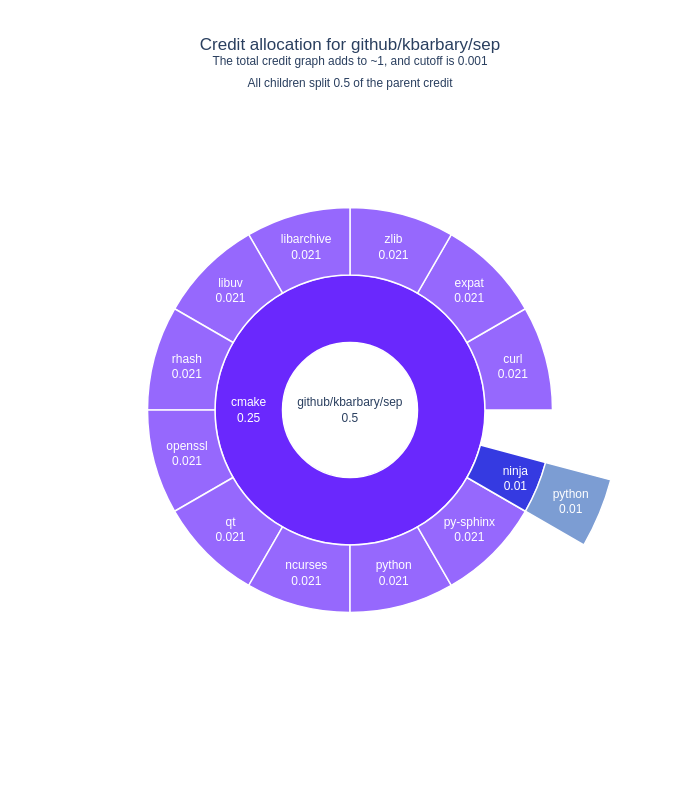 Credit allocation for github/kbarbary/sep
The total credit graph adds to ~1, and cutoff is 0.001
All children split 0.5 of the parent credit
libarchive
0.021
zlib
0.021
libuv
0.021
expat
0.021
rhash
0.021
curl
0.021
cmake
0.25
github/kbarbary/sep
0.5
openssl
0.021
ninja
0.01
python
0.01
qt
0.021
py-sphinx
0.021
ncurses
0.021
python
0.021